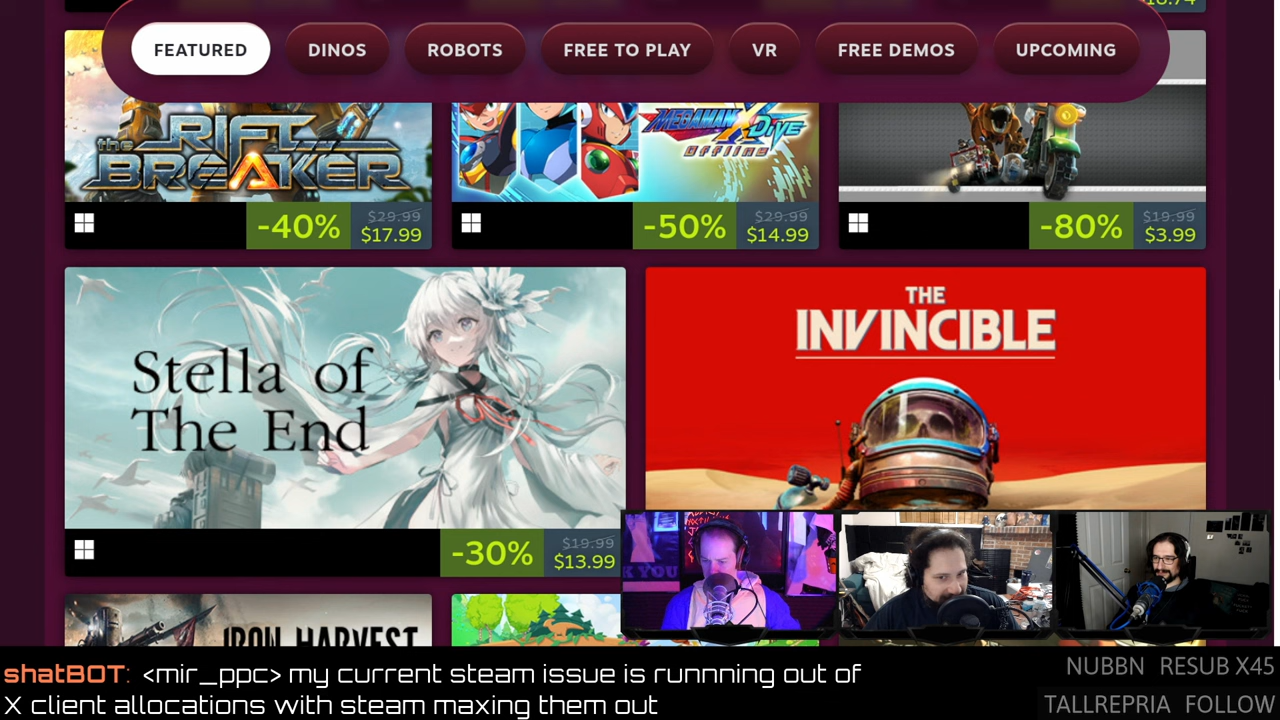 FEATURED DINOS ROBOTS FREE TO PLAY VR FREE DEMOS UPCOMING
the RIFT BREAKER
MEGAMAN X DiVE
Offline
-40% $29.99 $17.99
-50% $29.99 $14.99
-80% $19.99 $3.99
Stella of
The End
THE
INVINCIBLE
-30% $19.99 $13.99
IRON HARVEST
K YOU
shatBOT: <mir_ppc> my current steam issue is runnning out of
X client allocations with steam maxing them out
NUBBN RESUB X45
TALLREPRIA FOLLOW